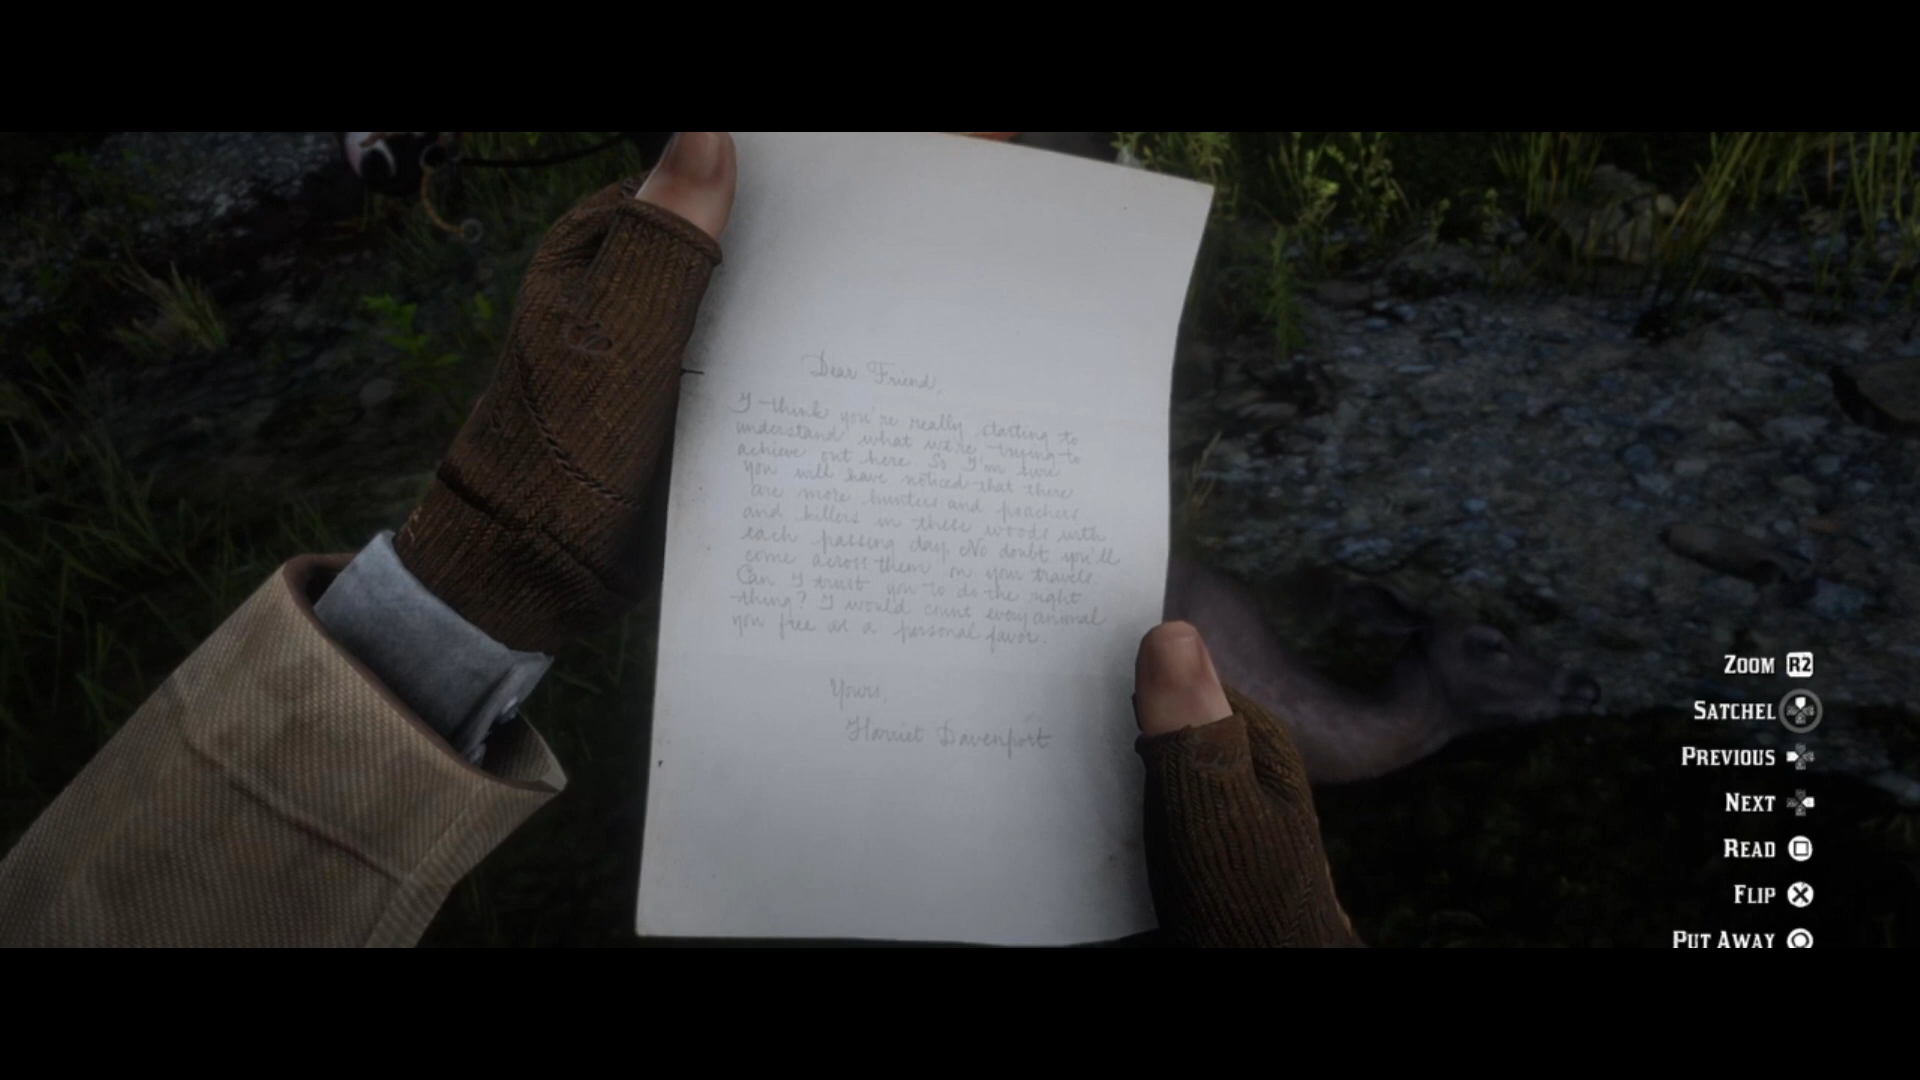 Dear Friend,
I think you're really starting to
understand what we're trying to
achieve out here. So I'm sure
you will have noticed that there
are more hunters and poachers
and killers in these woods with
each passing day. No doubt you'll
come across them on your travels.
Can I trust you to do the right
thing? I would count every animal
you free as a personal favor.
Yours,
Harriet Davenport
ZOOM R2
SATCHEL
PREVIOUS
NEXT
READ
FLIP
PUT AWAY